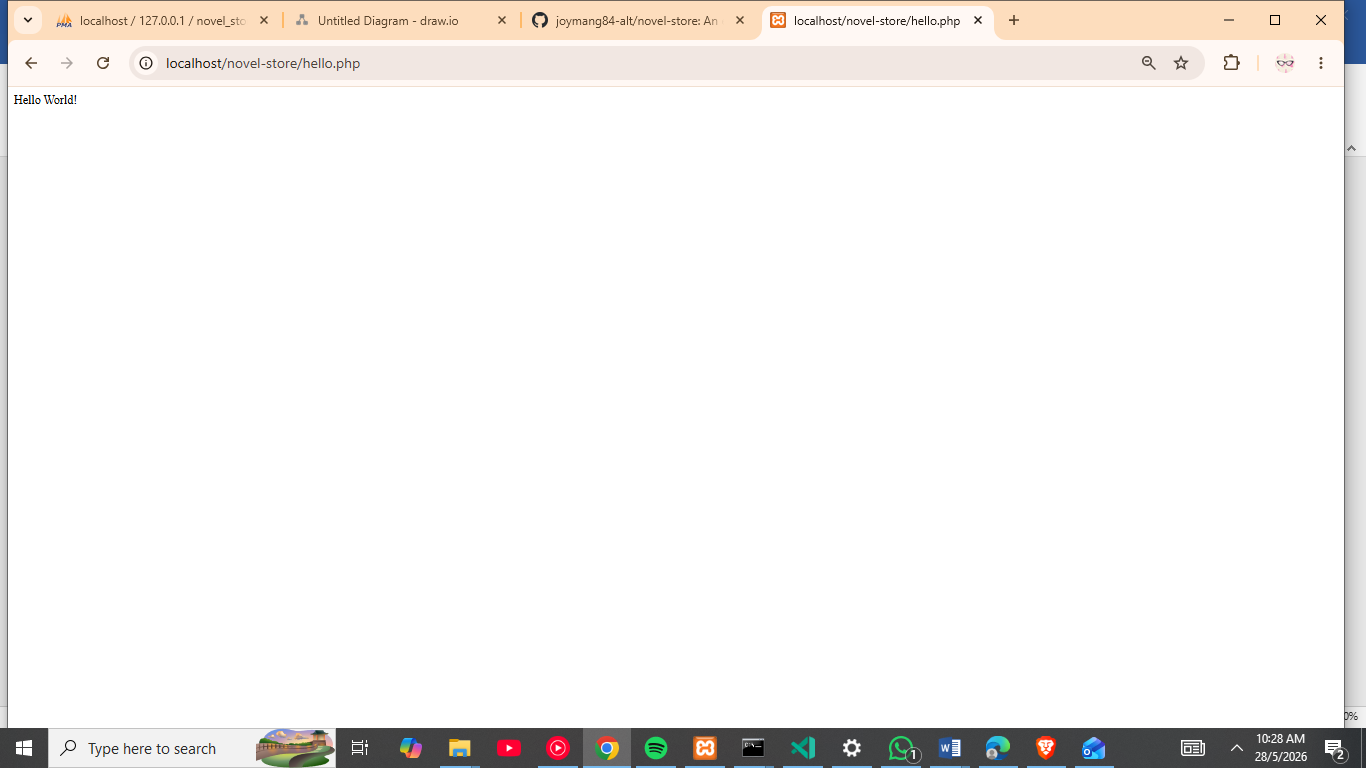 PMA
localhost / 127.0.0.1 / novel_sto
Untitled Diagram - draw.io
joymang84-alt/novel-store: An
localhost/novel-store/hello.php
localhost/novel-store/hello.php
Hello World!
0%
Type here to search
1
10:28 AM
28/5/2026
2